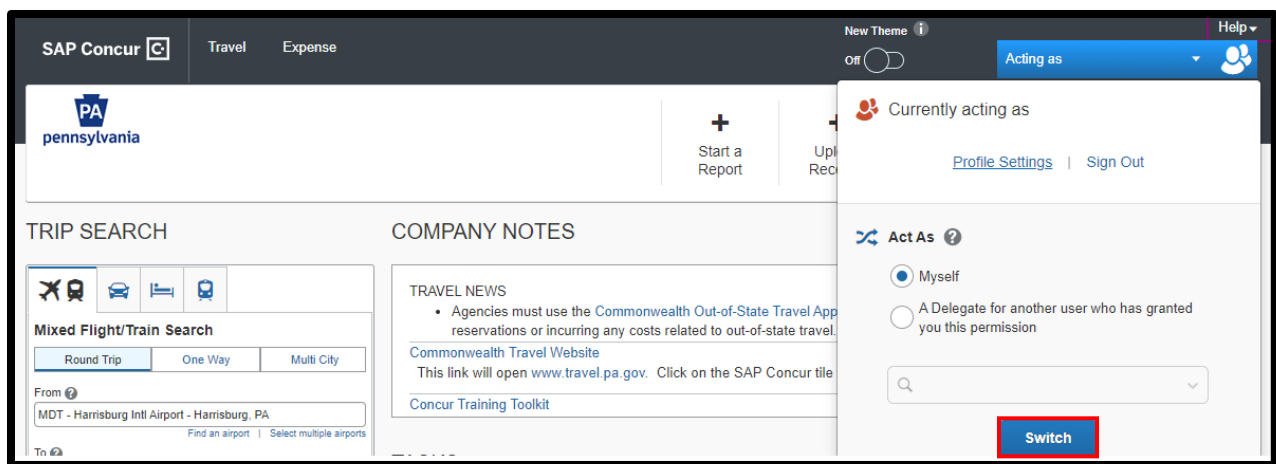 SAP Concur C.
Travel
Expense
New Theme i
Help
Off
Acting as
PA
pennsylvania
+
Start a
Report
Currently acting as
Profile Settings | Sign Out
TRIP SEARCH
COMPANY NOTES
Act As ?
Myself
A Delegate for another user who has granted
you this permission
Switch
Mixed Flight/Train Search
Round Trip
One Way
Multi City
From ?
MDT - Harrisburg Intl Airport - Harrisburg, PA
Find an airport | Select multiple airports
To ?
TRAVEL NEWS
• Agencies must use the Commonwealth Out-of-State Travel
reservations or incurring any costs related to out-of-state travel.
Commonwealth Travel Website
This link will open www.travel.pa.gov. Click on the SAP Concur tile
Concur Training Toolkit